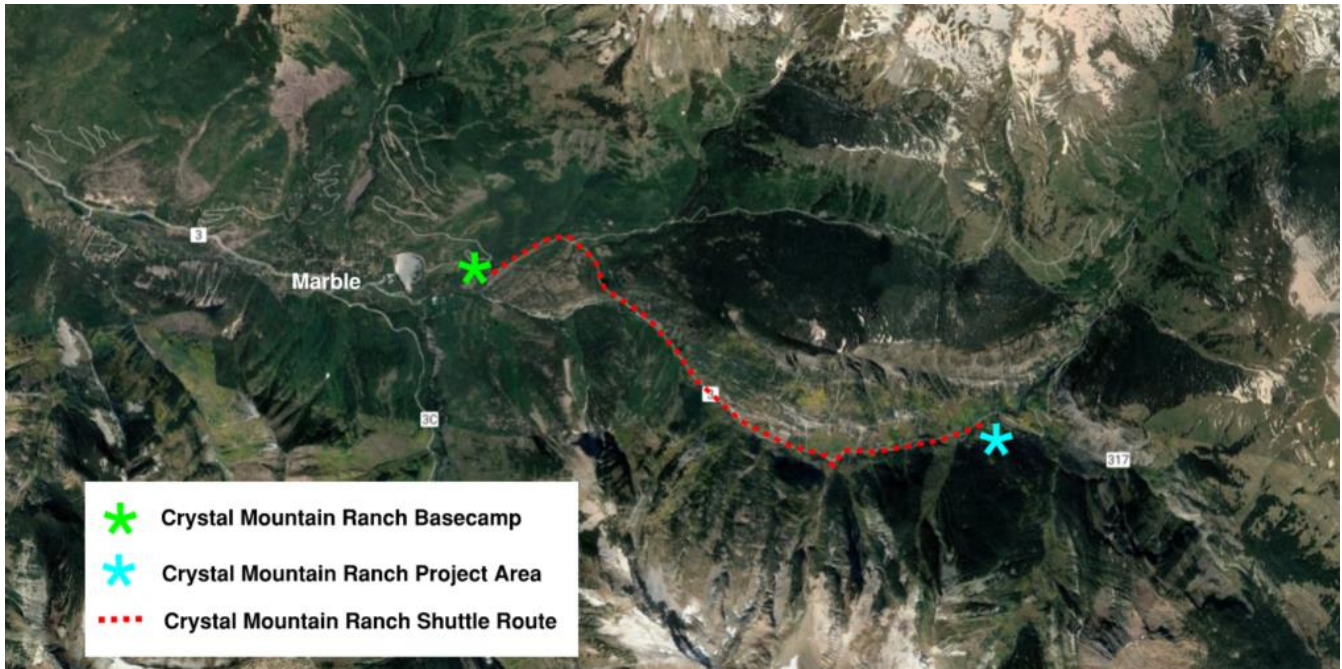 3
Marble
3C
317
Crystal Mountain Ranch Basecamp
Crystal Mountain Ranch Project Area
Crystal Mountain Ranch Shuttle Route